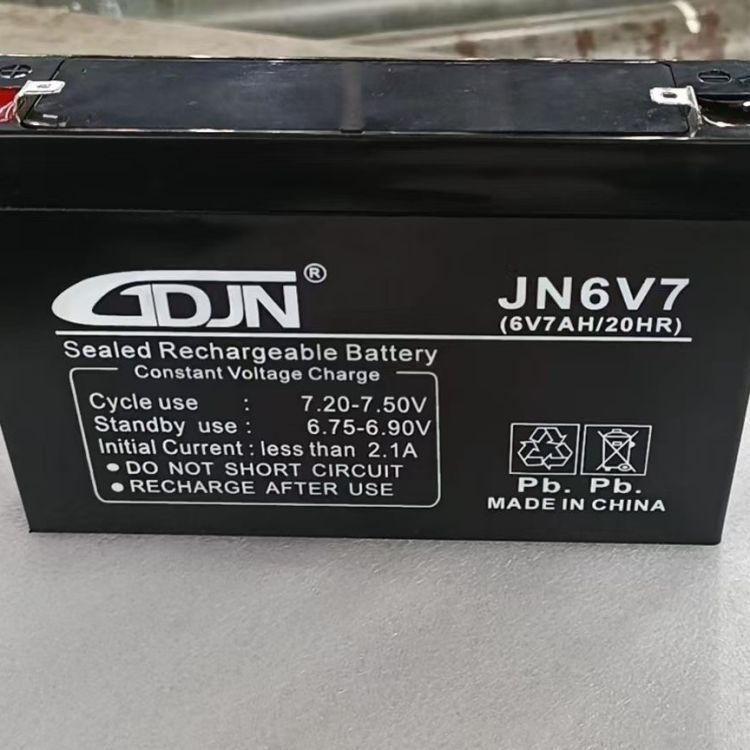 GDJN®
JN6V7
(6V7AH/20HR)
Sealed Rechargeable Battery
Constant Voltage Charge
Cycle use : 7.20-7.50V
Standby use : 6.75-6.90V
Initial Current : less than 2.1A
● DO NOT SHORT CIRCUIT
● RECHARGE AFTER USE
Pb. Pb.
MADE IN CHINA